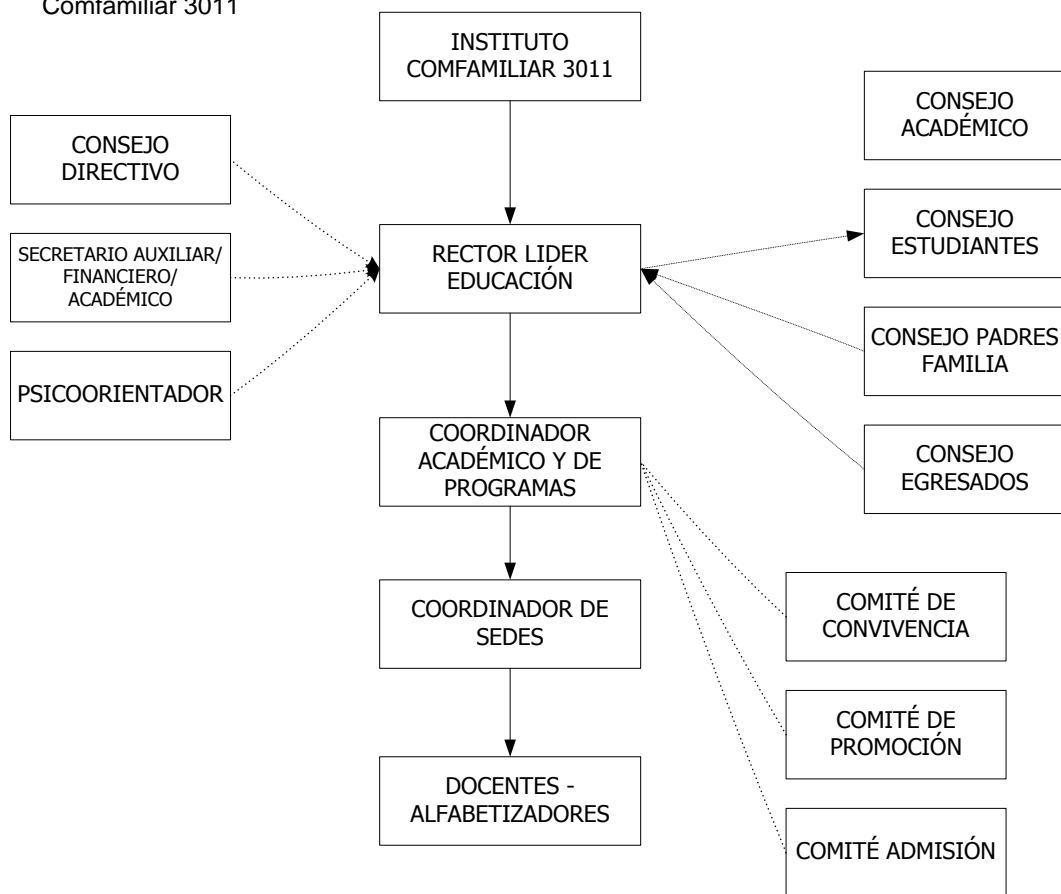 Comfamiliar 3011
INSTITUTO
COMFAMILIAR 3011
CONSEJO
ACADÉMICO
CONSEJO
DIRECTIVO
CONSEJO
ESTUDIANTES
SECRETARIO AUXILIAR/
FINANCIERO/
ACADÉMICO
RECTOR LIDER
EDUCACIÓN
CONSEJO PADRES
FAMILIA
PSICOORIENTADOR
COORDINADOR
ACADÉMICO Y DE
PROGRAMAS
CONSEJO
EGRESADOS
COORDINADOR DE
SEDES
COMITÉ DE
CONVIVENCIA
COMITÉ DE
PROMOCIÓN
DOCENTES -
ALFABETIZADORES
COMITÉ ADMISIÓN